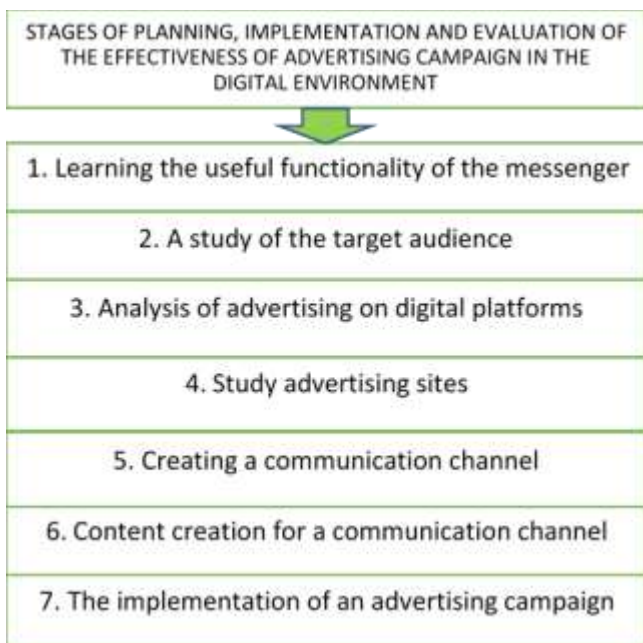 STAGES OF PLANNING, IMPLEMENTATION AND EVALUATION OF
THE EFFECTIVENESS OF ADVERTISING CAMPAIGN IN THE
DIGITAL ENVIRONMENT
1. Learning the useful functionality of the messenger
2. A study of the target audience
3. Analysis of advertising on digital platforms
4. Study advertising sites
5. Creating a communication channel
6. Content creation for a communication channel
7. The implementation of an advertising campaign